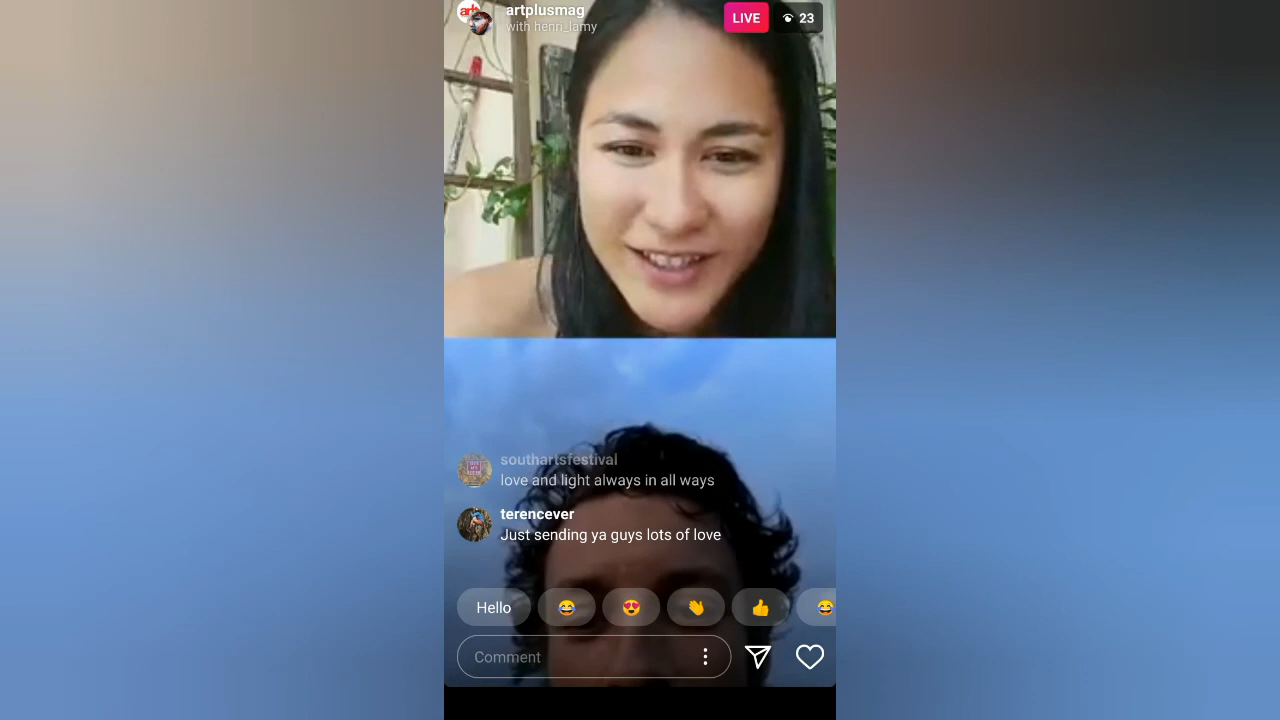 art
artplusmag
with henri_lamy
LIVE
23
southartsfestival
love and light always in all ways
terencever
Just sending ya guys lots of love
Hello
Comment